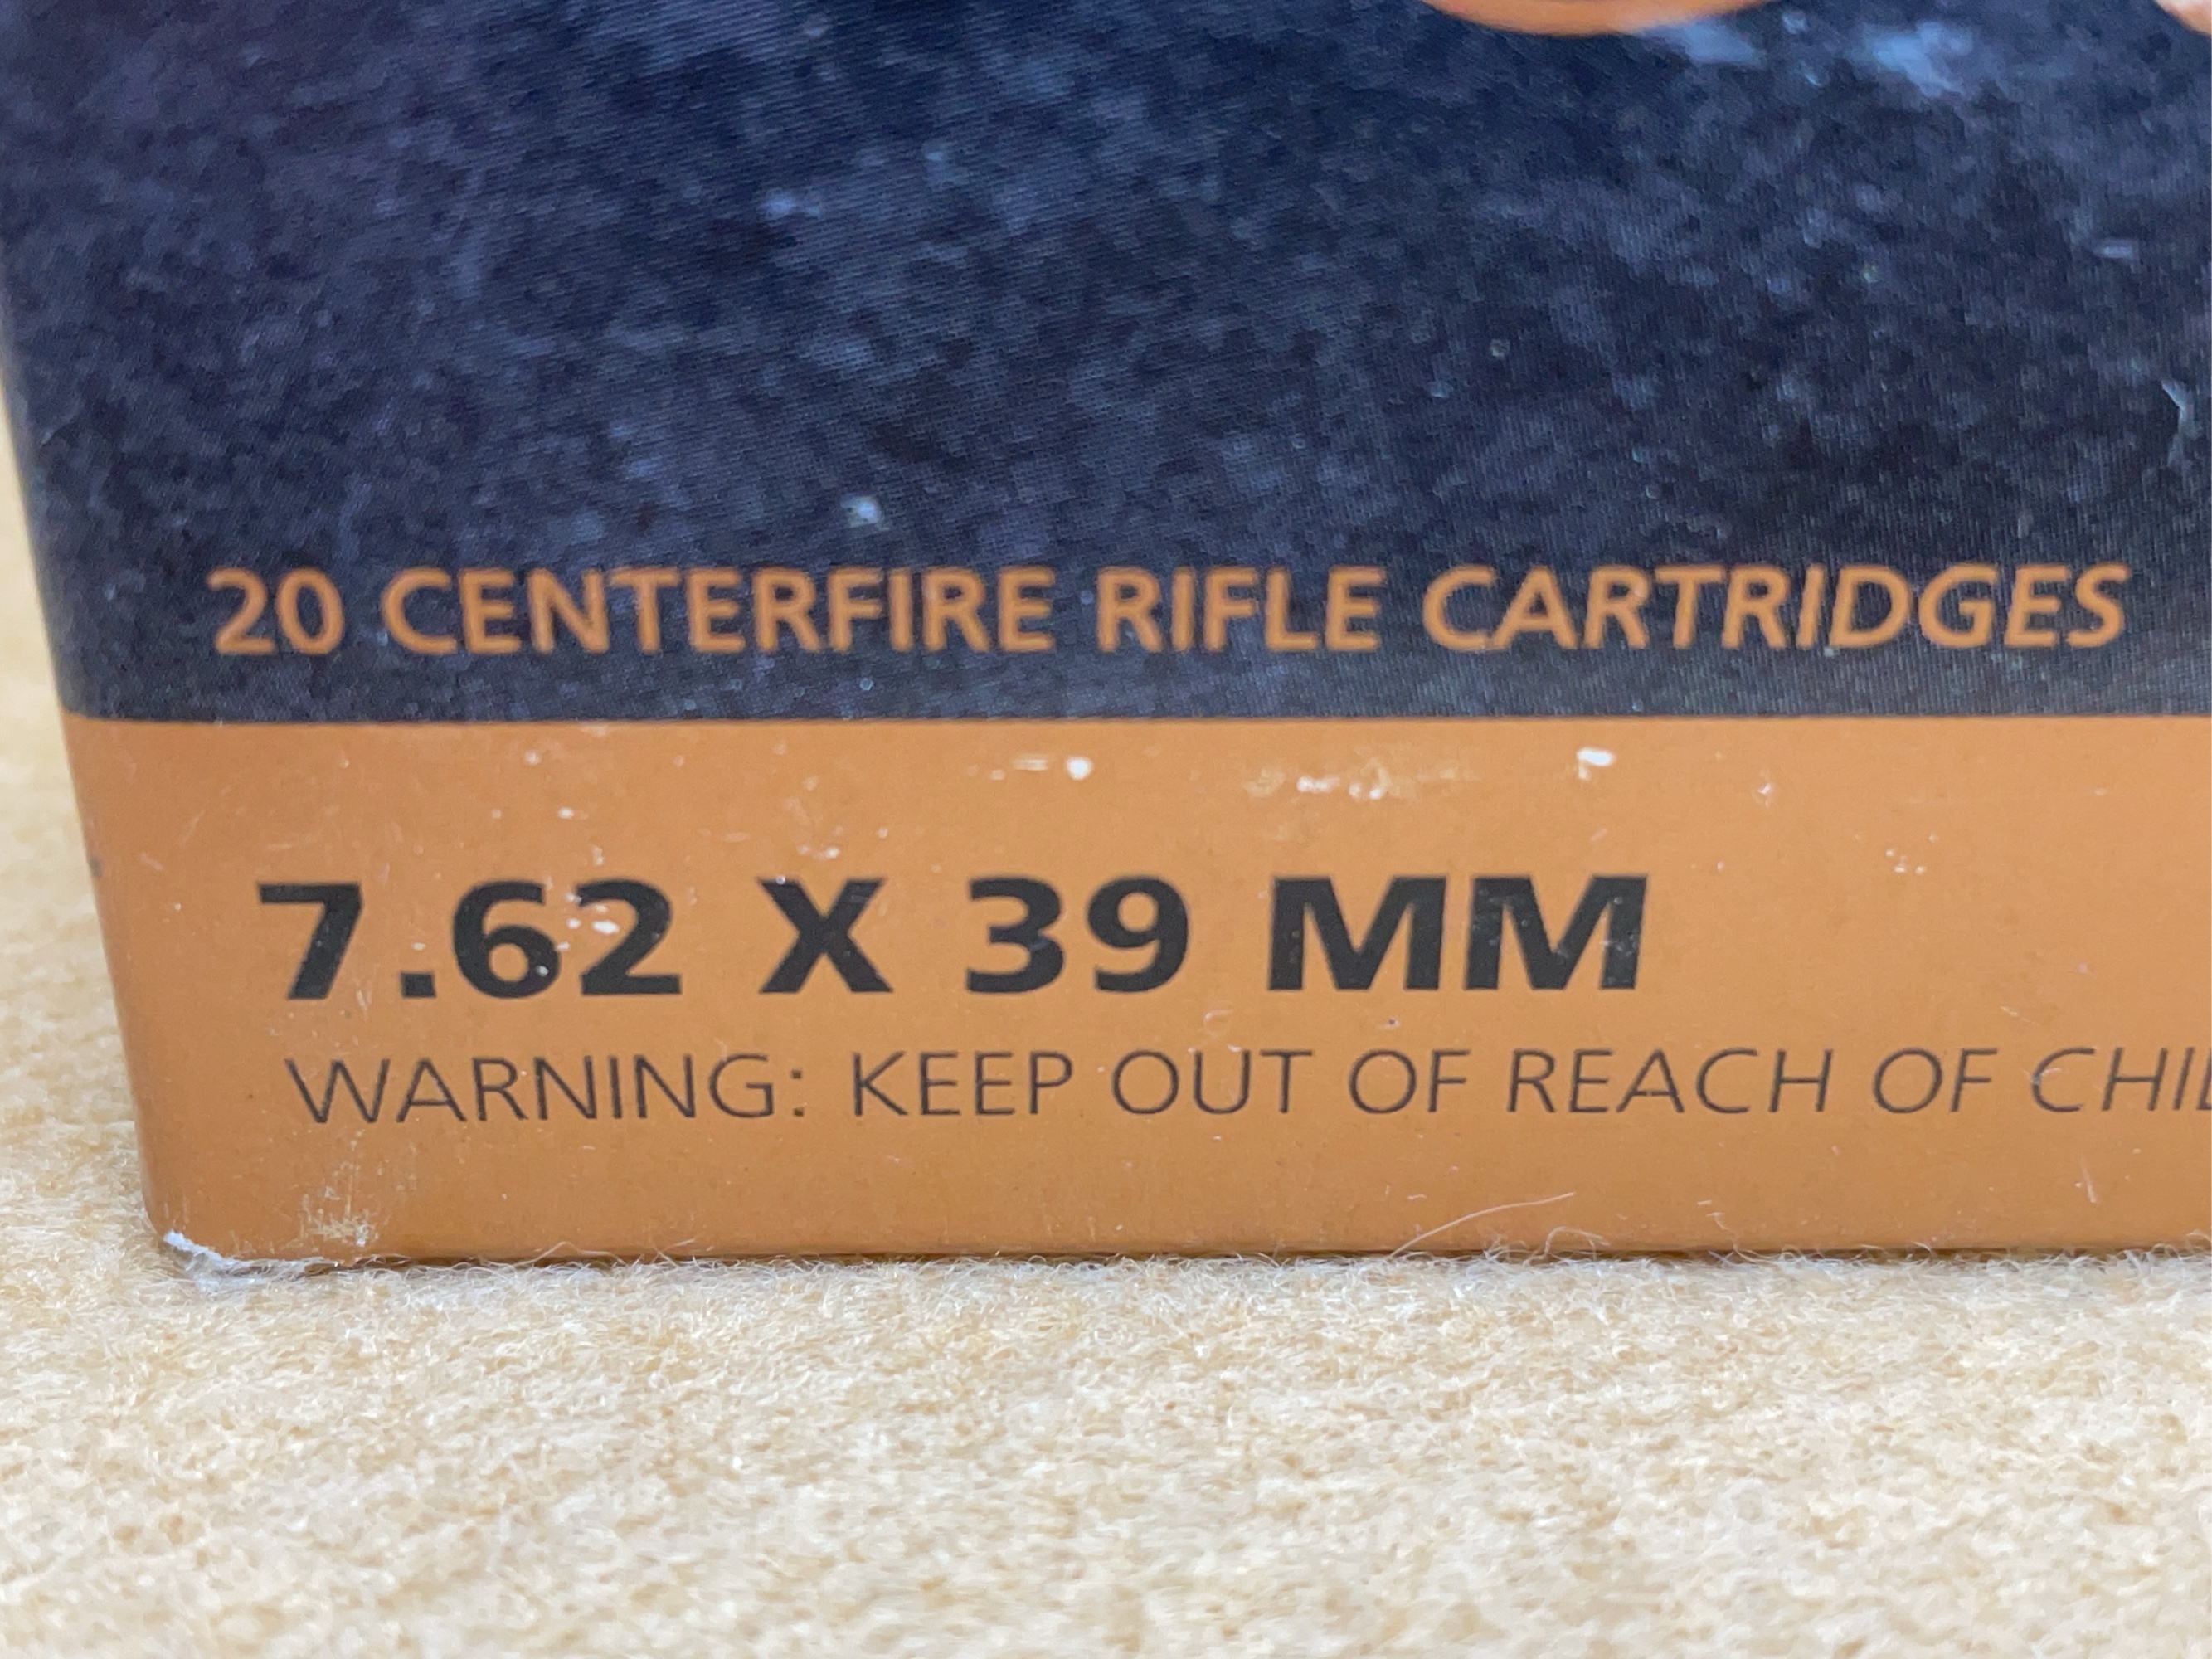 20 CENTERFIRE RIFLE CARTRIDGES
7.62 X 39 MM
WARNING: KEEP OUT OF REACH OF